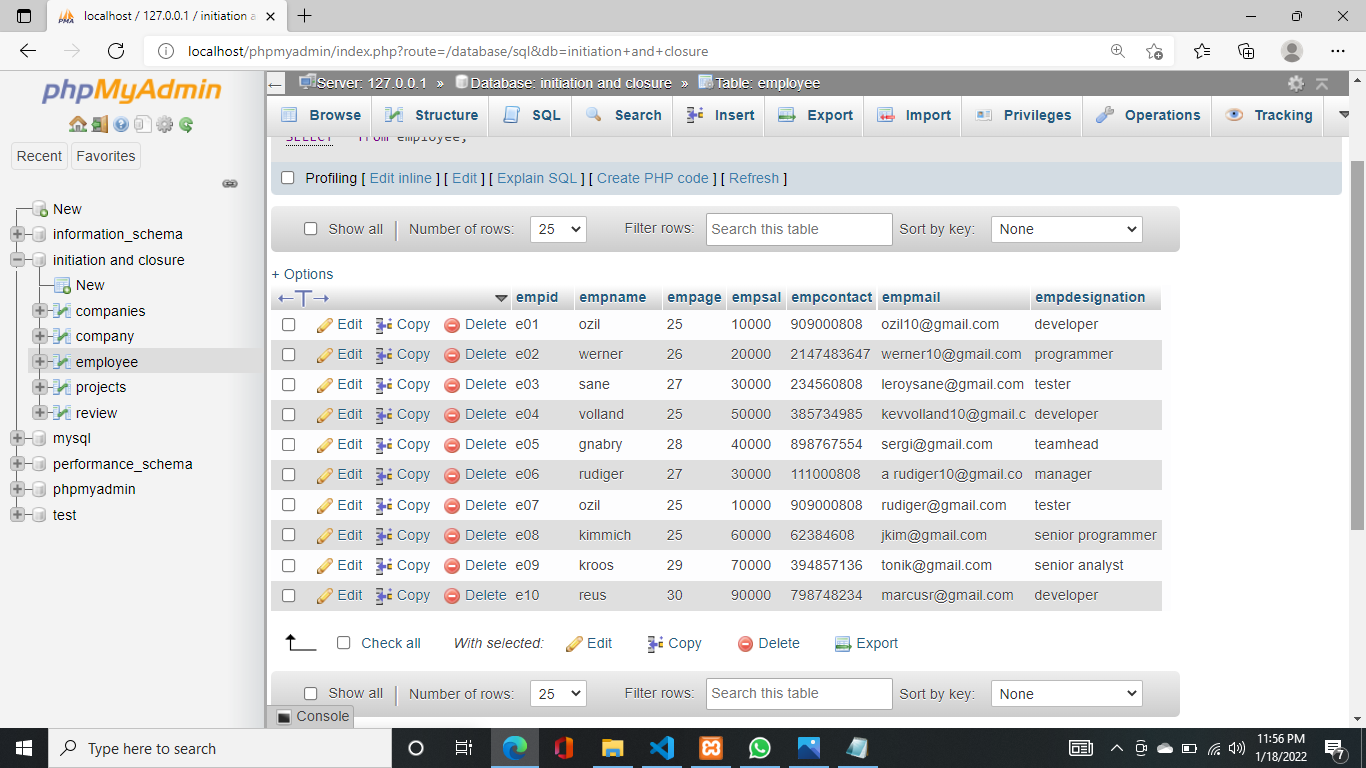 localhost / 127.0.0.1 / initiation a
localhost/phpmyadmin/index.php?route=/database/sql&db=initiation+and+closure
phpMyAdmin
Recent Favorites
New
information_schema
initiation and closure
New
companies
company
employee
projects
review
mysql
performance_schema
phpmyadmin
test
Server: 127.0.0.1 » Database: initiation and closure » Table: employee
Browse Structure SQL Search Insert Export Import Privileges Operations Tracking
SELECT * from employee;
Profiling [ Edit inline ] [ Edit ] [ Explain SQL ] [ Create PHP code ] [ Refresh ]
Show all Number of rows: 25 Filter rows: Search this table Sort by key: None
+ Options
←T→ empid empname empage empsal empcontact empmail empdesignation
Edit Copy Delete e01 ozil 25 10000 909000808 ozil10@gmail.com developer
Edit Copy Delete e02 werner 26 20000 2147483647 werner10@gmail.com programmer
Edit Copy Delete e03 sane 27 30000 234560808 leroysane@gmail.com tester
Edit Copy Delete e04 volland 25 50000 385734985 kevvolland10@gmail.c developer
Edit Copy Delete e05 gnabry 28 40000 898767554 sergi@gmail.com teamhead
Edit Copy Delete e06 rudiger 27 30000 111000808 a rudiger10@gmail.co manager
Edit Copy Delete e07 ozil 25 10000 909000808 rudiger@gmail.com tester
Edit Copy Delete e08 kimmich 25 60000 62384608 jkim@gmail.com senior programmer
Edit Copy Delete e09 kroos 29 70000 394857136 tonik@gmail.com senior analyst
Edit Copy Delete e10 reus 30 90000 798748234 marcusr@gmail.com developer
Check all With selected: Edit Copy Delete Export
Show all Number of rows: 25 Filter rows: Search this table Sort by key: None
Console
Type here to search
11:56 PM
1/18/2022
7